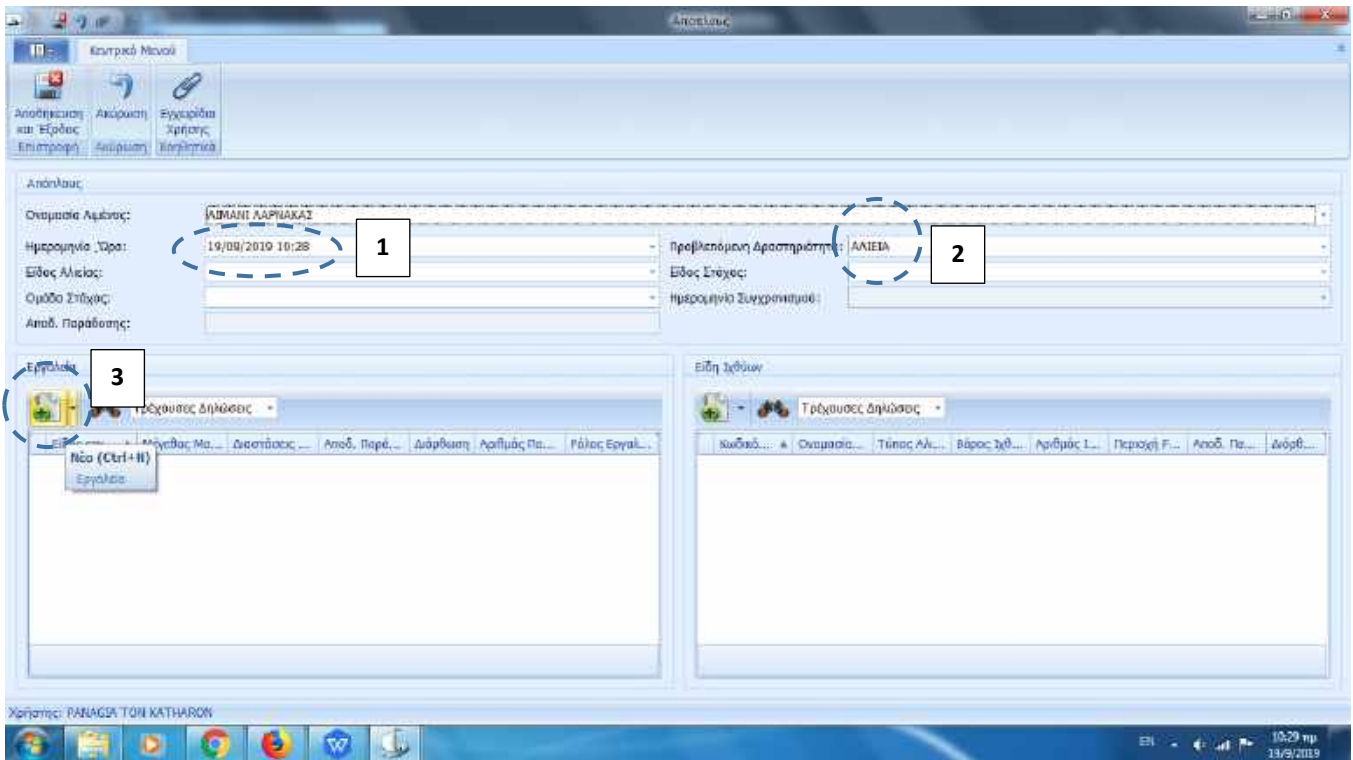 Απόπλους
Κεντρικό Μενού
Αποθήκευση Ακύρωση Εγχειρίδια
και Έξοδος Χρήσης
Επιστροφή Ακύρωση Βοηθητικά
Απόπλους
Ονομασία Λιμένος: ΛΙΜΑΝΙ ΛΑΡΝΑΚΑΣ
1
Ημερομηνία Ώρα: 19/09/2019 10:28 Προβλεπόμενη Δραστηριότητα: ΑΛΙΕΙΑ
2
Είδος Αλιείας: Είδος Στόχος:
Ομάδα Στόχος: Ημερομηνία Συγχρονισμού:
Αποδ. Παράδοσης:
Εργαλεία Είδη Ιχθύων
3
Τρέχουσες Δηλώσεις Τρέχουσες Δηλώσεις
Μέγεθος Μα... Διαστάσεις ... Αποδ. Παρά... Διόρθωση Αριθμός Πα... Ρόλος Εργαλ... Κωδικό... Ονομασία... Τύπος Αλι... Βάρος Ιχθ... Αριθμός Ι... Περιοχή F... Αποδ. Πα... Διόρθ...
Νέο (Ctrl+N)
Εργαλεία
Χρήστης: PANAGIA TON KATHARON
EN 10:29 πμ
19/9/2019